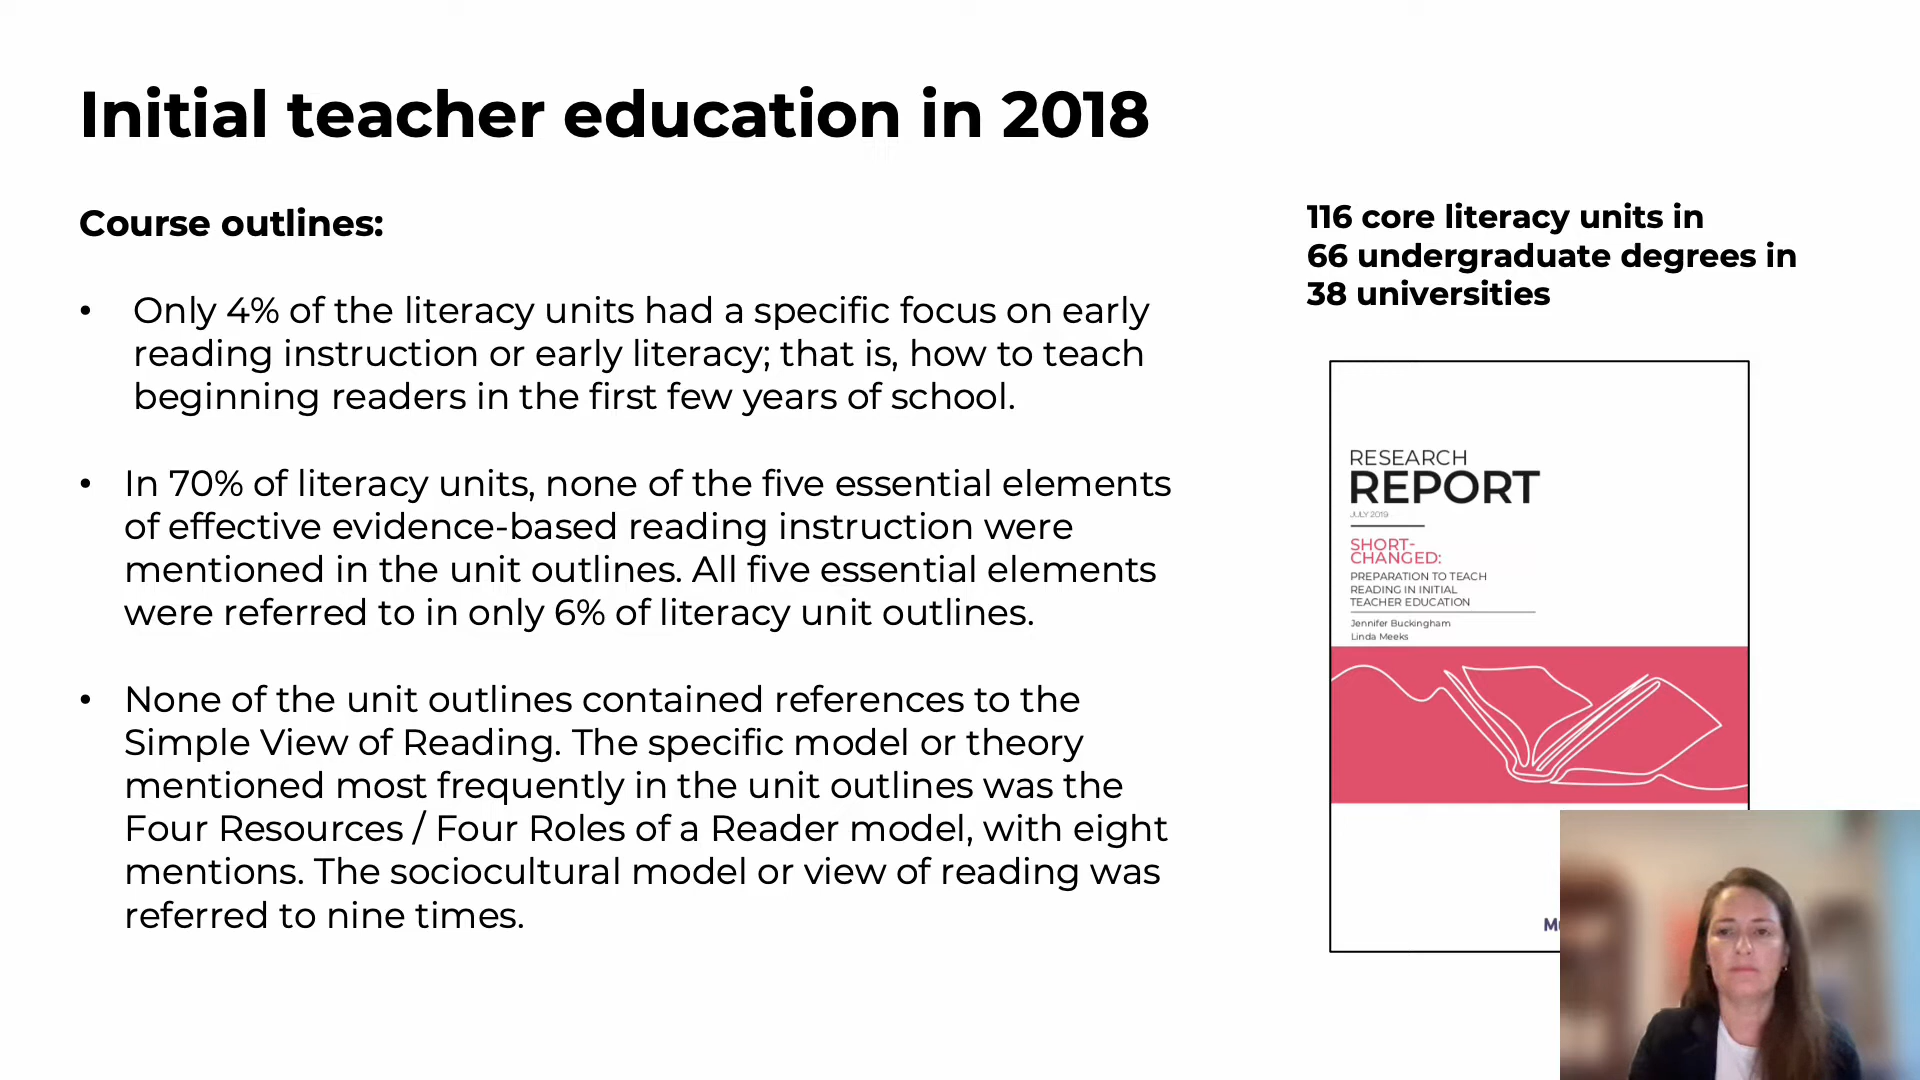 Initial teacher education in 2018
Course outlines:
• Only 4% of the literacy units had a specific focus on early
reading instruction or early literacy; that is, how to teach
beginning readers in the first few years of school.
• In 70% of literacy units, none of the five essential elements
of effective evidence-based reading instruction were
mentioned in the unit outlines. All five essential elements
were referred to in only 6% of literacy unit outlines.
• None of the unit outlines contained references to the
Simple View of Reading. The specific model or theory
mentioned most frequently in the unit outlines was the
Four Resources / Four Roles of a Reader model, with eight
mentions. The sociocultural model or view of reading was
referred to nine times.
116 core literacy units in
66 undergraduate degrees in
38 universities
RESEARCH
REPORT
JULY 2019
SHORT-
CHANGED:
PREPARATION TO TEACH
READING IN INITIAL
TEACHER EDUCATION
Jennifer Buckingham
Linda Meeks